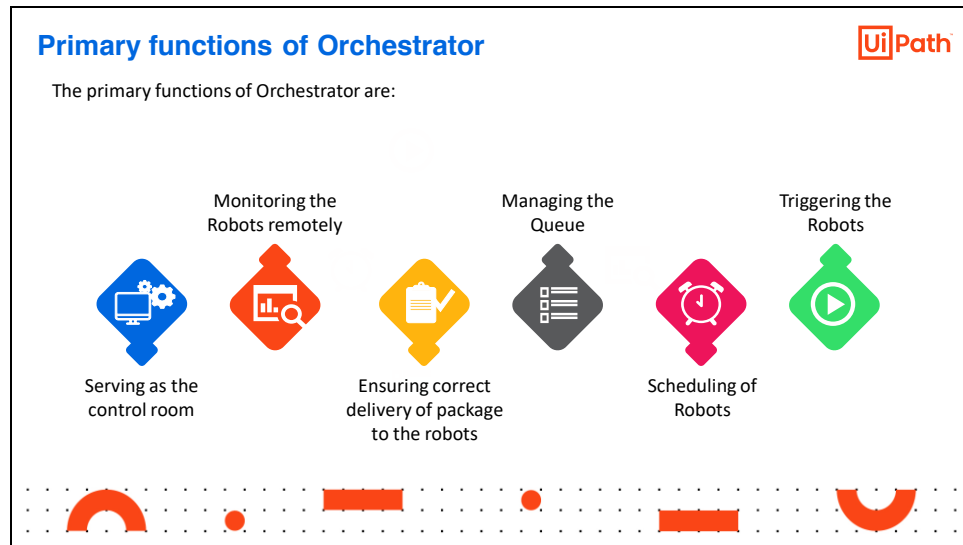 Primary functions of Orchestrator
UiPath
The primary functions of Orchestrator are:
Serving as the
control room
Monitoring the
Robots remotely
Ensuring correct
delivery of package
to the robots
Managing the
Queue
Scheduling of
Robots
Triggering the
Robots